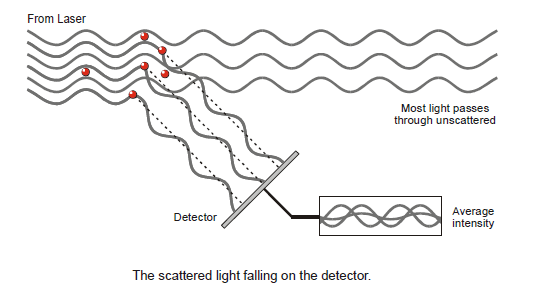 From Laser
Most light passes
through unscattered
Detector
Average
intensity
The scattered light falling on the detector.